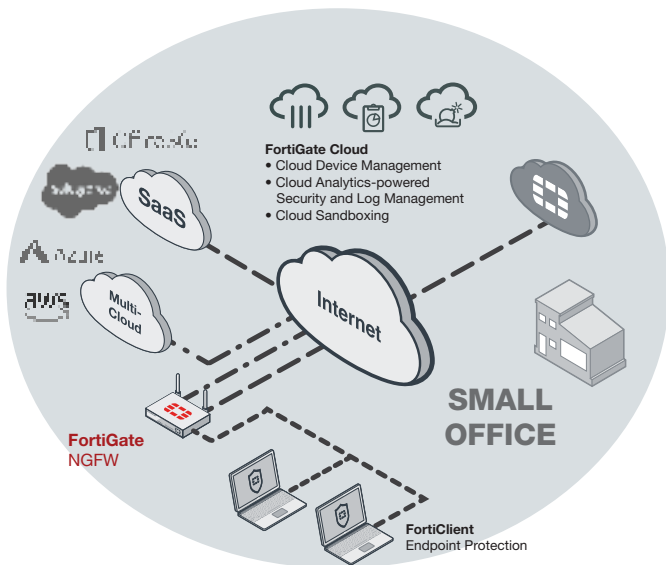 FortiGate Cloud
• Cloud Device Management
• Cloud Analytics-powered
Security and Log Management
• Cloud Sandboxing
SaaS
aws
Multi-
Cloud
Internet
SMALL
OFFICE
FortiGate
NGFW
FortiClient
Endpoint Protection